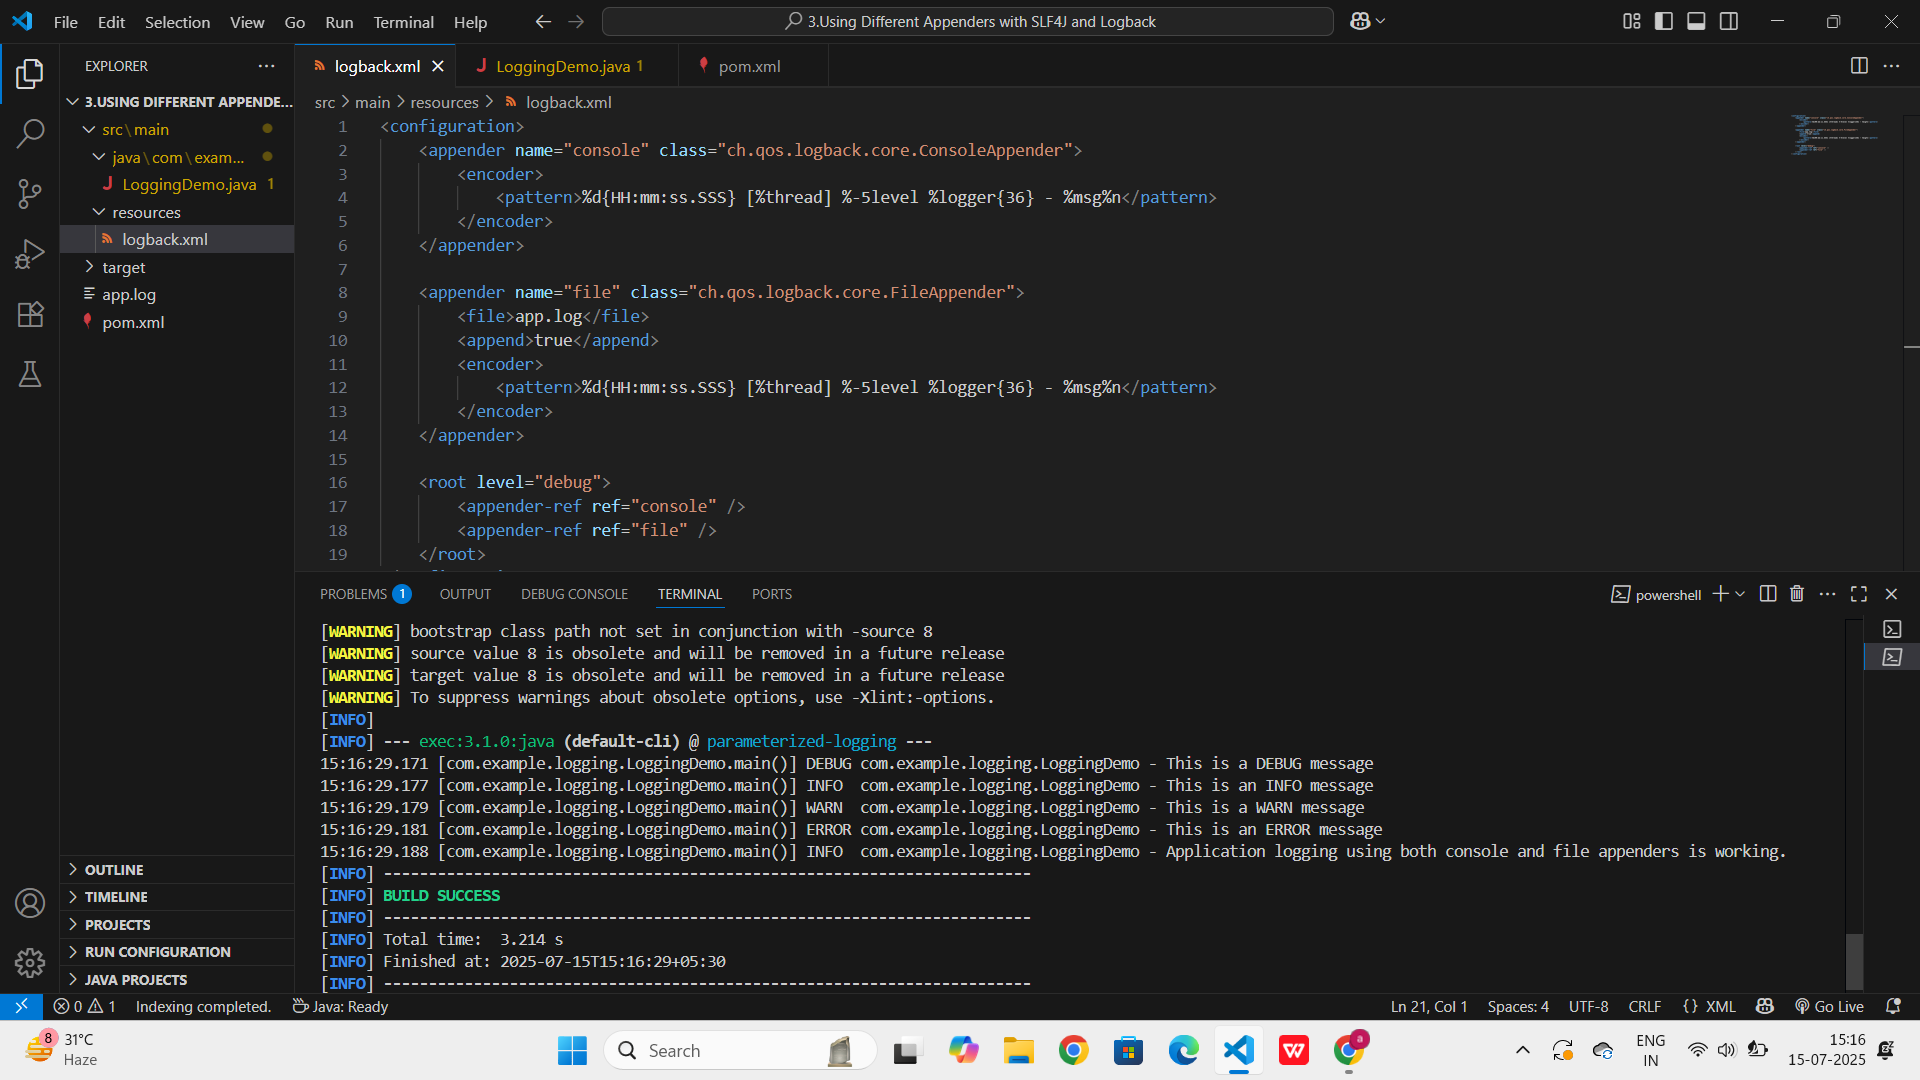 File Edit Selection View Go Run Terminal Help
3.Using Different Appenders with SLF4J and Logback
EXPLORER
3.USING DIFFERENT APPENDE...
src\main
java\com\exam...
LoggingDemo.java 1
resources
logback.xml
target
app.log
pom.xml
OUTLINE
TIMELINE
PROJECTS
RUN CONFIGURATION
JAVA PROJECTS
logback.xml
LoggingDemo.java 1
pom.xml
src > main > resources > logback.xml
1 <configuration>
2 <appender name="console" class="ch.qos.logback.core.ConsoleAppender">
3 <encoder>
4 <pattern>%d{HH:mm:ss.SSS} [%thread] %-5level %logger{36} - %msg%n</pattern>
5 </encoder>
6 </appender>
7
8 <appender name="file" class="ch.qos.logback.core.FileAppender">
9 <file>app.log</file>
10 <append>true</append>
11 <encoder>
12 <pattern>%d{HH:mm:ss.SSS} [%thread] %-5level %logger{36} - %msg%n</pattern>
13 </encoder>
14 </appender>
15
16 <root level="debug">
17 <appender-ref ref="console" />
18 <appender-ref ref="file" />
19 </root>
PROBLEMS 1 OUTPUT DEBUG CONSOLE TERMINAL PORTS
powershell
[WARNING] bootstrap class path not set in conjunction with -source 8
[WARNING] source value 8 is obsolete and will be removed in a future release
[WARNING] target value 8 is obsolete and will be removed in a future release
[WARNING] To suppress warnings about obsolete options, use -Xlint:-options.
[INFO]
[INFO] --- exec:3.1.0:java (default-cli) @ parameterized-logging ---
15:16:29.171 [com.example.logging.LoggingDemo.main()] DEBUG com.example.logging.LoggingDemo - This is a DEBUG message
15:16:29.177 [com.example.logging.LoggingDemo.main()] INFO  com.example.logging.LoggingDemo - This is an INFO message
15:16:29.179 [com.example.logging.LoggingDemo.main()] WARN  com.example.logging.LoggingDemo - This is a WARN message
15:16:29.181 [com.example.logging.LoggingDemo.main()] ERROR com.example.logging.LoggingDemo - This is an ERROR message
15:16:29.188 [com.example.logging.LoggingDemo.main()] INFO  com.example.logging.LoggingDemo - Application logging using both console and file appenders is working.
[INFO] ------------------------------------------------------------------------
[INFO] BUILD SUCCESS
[INFO] ------------------------------------------------------------------------
[INFO] Total time:  3.214 s
[INFO] Finished at: 2025-07-15T15:16:29+05:30
[INFO] ------------------------------------------------------------------------
0 1 Indexing completed. Java: Ready
Ln 21, Col 1 Spaces: 4 UTF-8 CRLF {} XML Go Live
8
31°C
Haze
Search
W
a
ENG
IN
15:16
15-07-2025